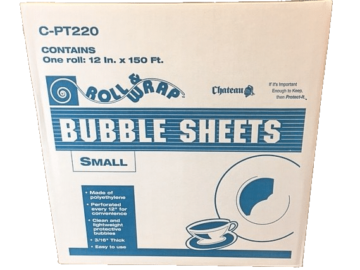 C-PT220
CONTAINS
One roll: 12 In. x 150 Ft.
ROLL & WRAP
Chateau
If it's Important
Enough to Keep,
then Protect-It
BUBBLE SHEETS
SMALL
• Made of
polyethylene
• Perforated
every 12" for
convenience
• Clean and
lightweight
protective
bubbles
• 3/16" Thick
• Easy to use